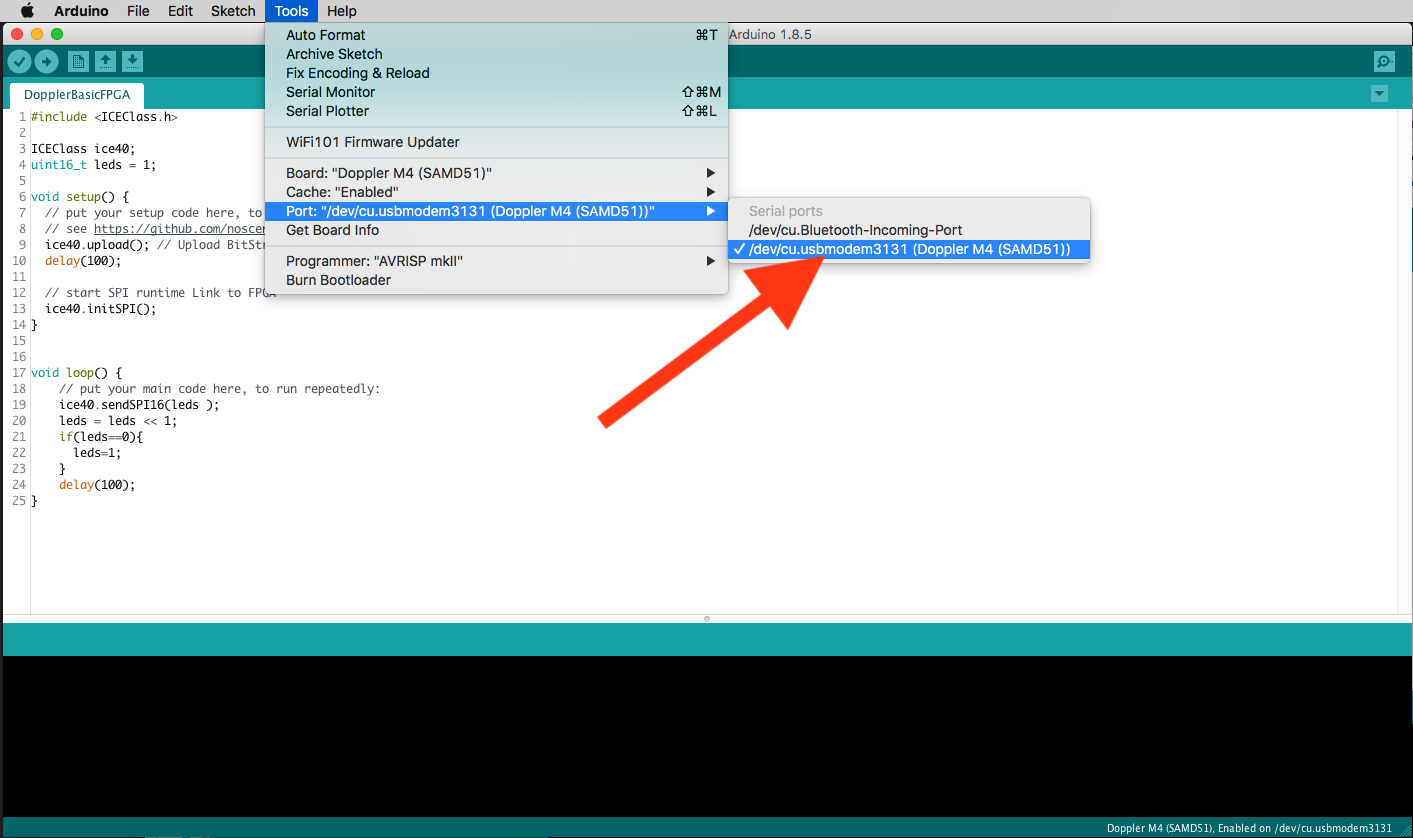 Arduino File Edit Sketch Tools Help
Arduino 1.8.5
DopplerBasicFPGA
Auto Format ⌘T
Archive Sketch
Fix Encoding & Reload
Serial Monitor ⇧⌘M
Serial Plotter ⇧⌘L
WiFi101 Firmware Updater
Board: "Doppler M4 (SAMD51)"
Cache: "Enabled"
Port: "/dev/cu.usbmodem3131 (Doppler M4 (SAMD51))"
Get Board Info
Programmer: "AVRISP mkII"
Burn Bootloader
Serial ports
/dev/cu.Bluetooth-Incoming-Port
✓ /dev/cu.usbmodem3131 (Doppler M4 (SAMD51))
1 #include <ICEClass.h>
2
3 ICEClass ice40;
4 uint16_t leds = 1;
5
6 void setup() {
7 // put your setup code here, to
8 // see https://github.com/noscen
9 ice40.upload(); // Upload BitStr
10 delay(100);
11
12 // start SPI runtime Link to FPGA
13 ice40.initSPI();
14 }
15
16
17 void loop() {
18 // put your main code here, to run repeatedly:
19 ice40.sendSPI16(leds );
20 leds = leds << 1;
21 if(leds==0){
22 leds=1;
23 }
24 delay(100);
25 }
Doppler M4 (SAMD51), Enabled on /dev/cu.usbmodem3131